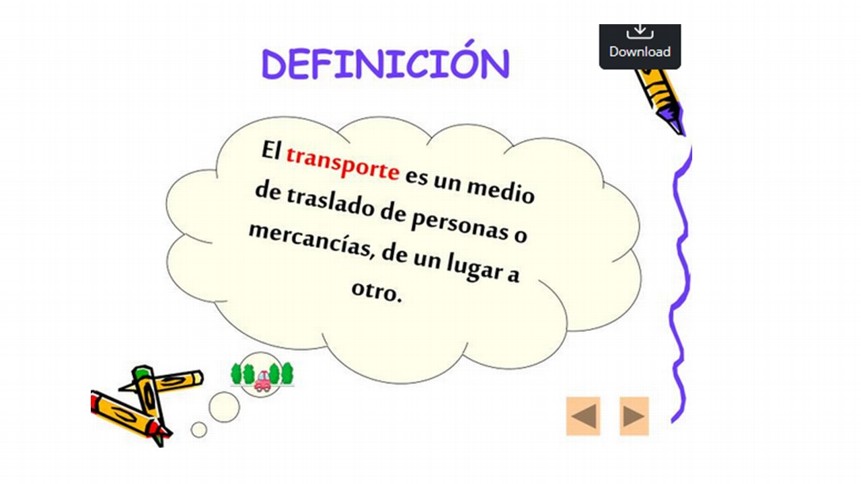 DEFINICIÓN
Download
El transporte es un medio
de traslado de personas o
mercancías, de un lugar a
otro.